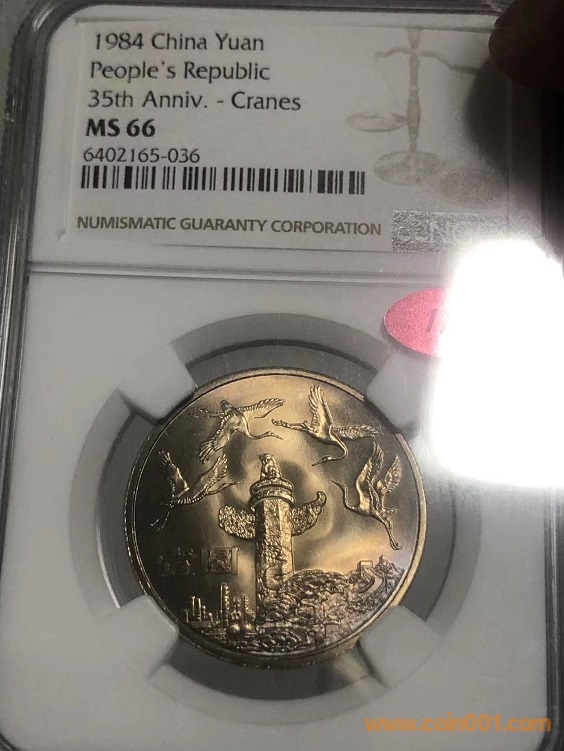 1984 China Yuan
People's Republic
35th Anniv. - Cranes
MS 66
6402165-036
NUMISMATIC GUARANTY CORPORATION
www.coin001.com